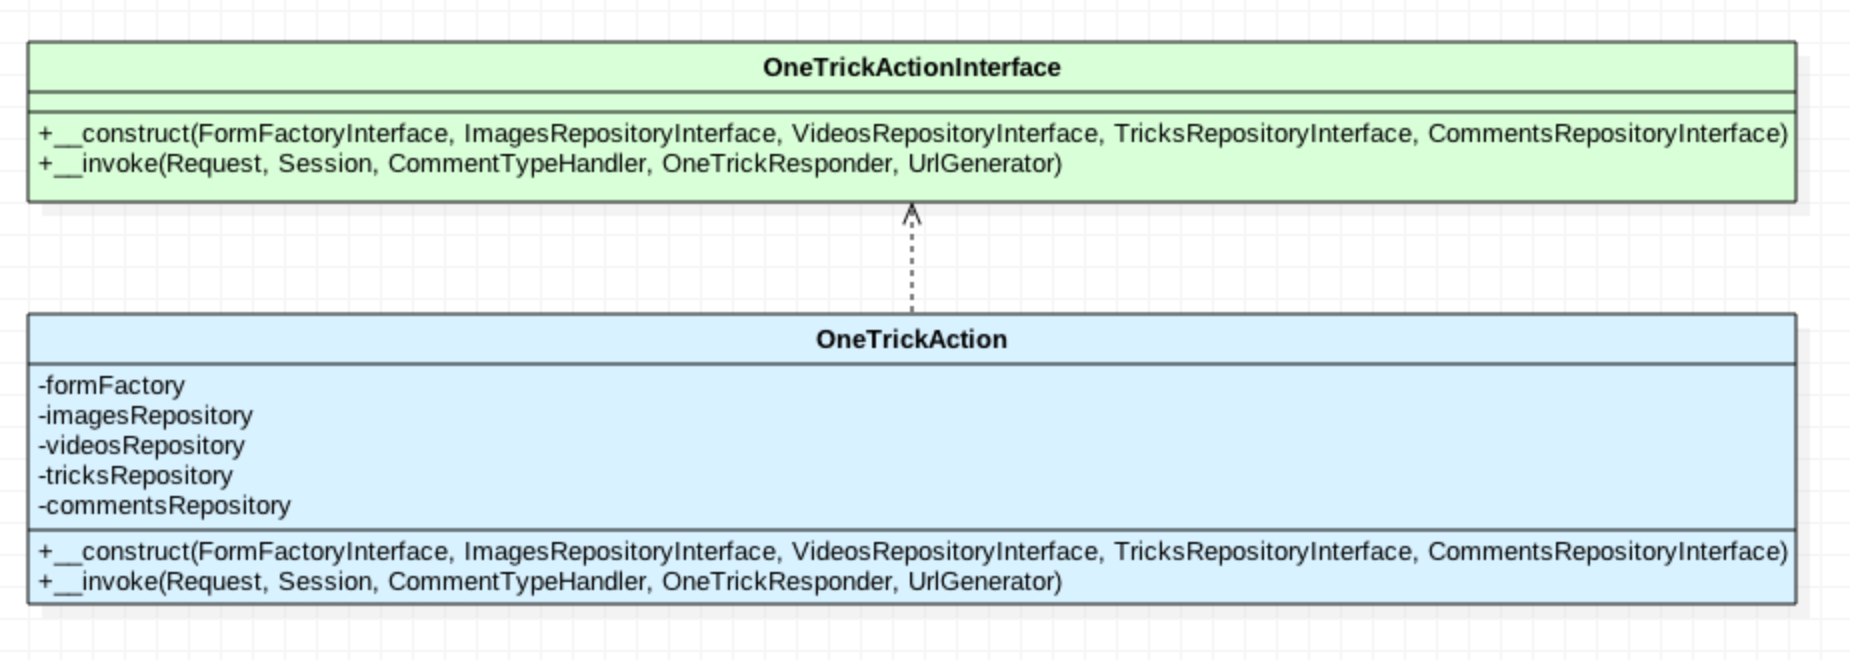 OneTrickActionInterface
+__construct(FormFactoryInterface, ImagesRepositoryInterface, VideosRepositoryInterface, TricksRepositoryInterface, CommentsRepositoryInterface)
+__invoke(Request, Session, CommentTypeHandler, OneTrickResponder, UrlGenerator)
OneTrickAction
-formFactory
-imagesRepository
-videosRepository
-tricksRepository
-commentsRepository
+__construct(FormFactoryInterface, ImagesRepositoryInterface, VideosRepositoryInterface, TricksRepositoryInterface, CommentsRepositoryInterface)
+__invoke(Request, Session, CommentTypeHandler, OneTrickResponder, UrlGenerator)